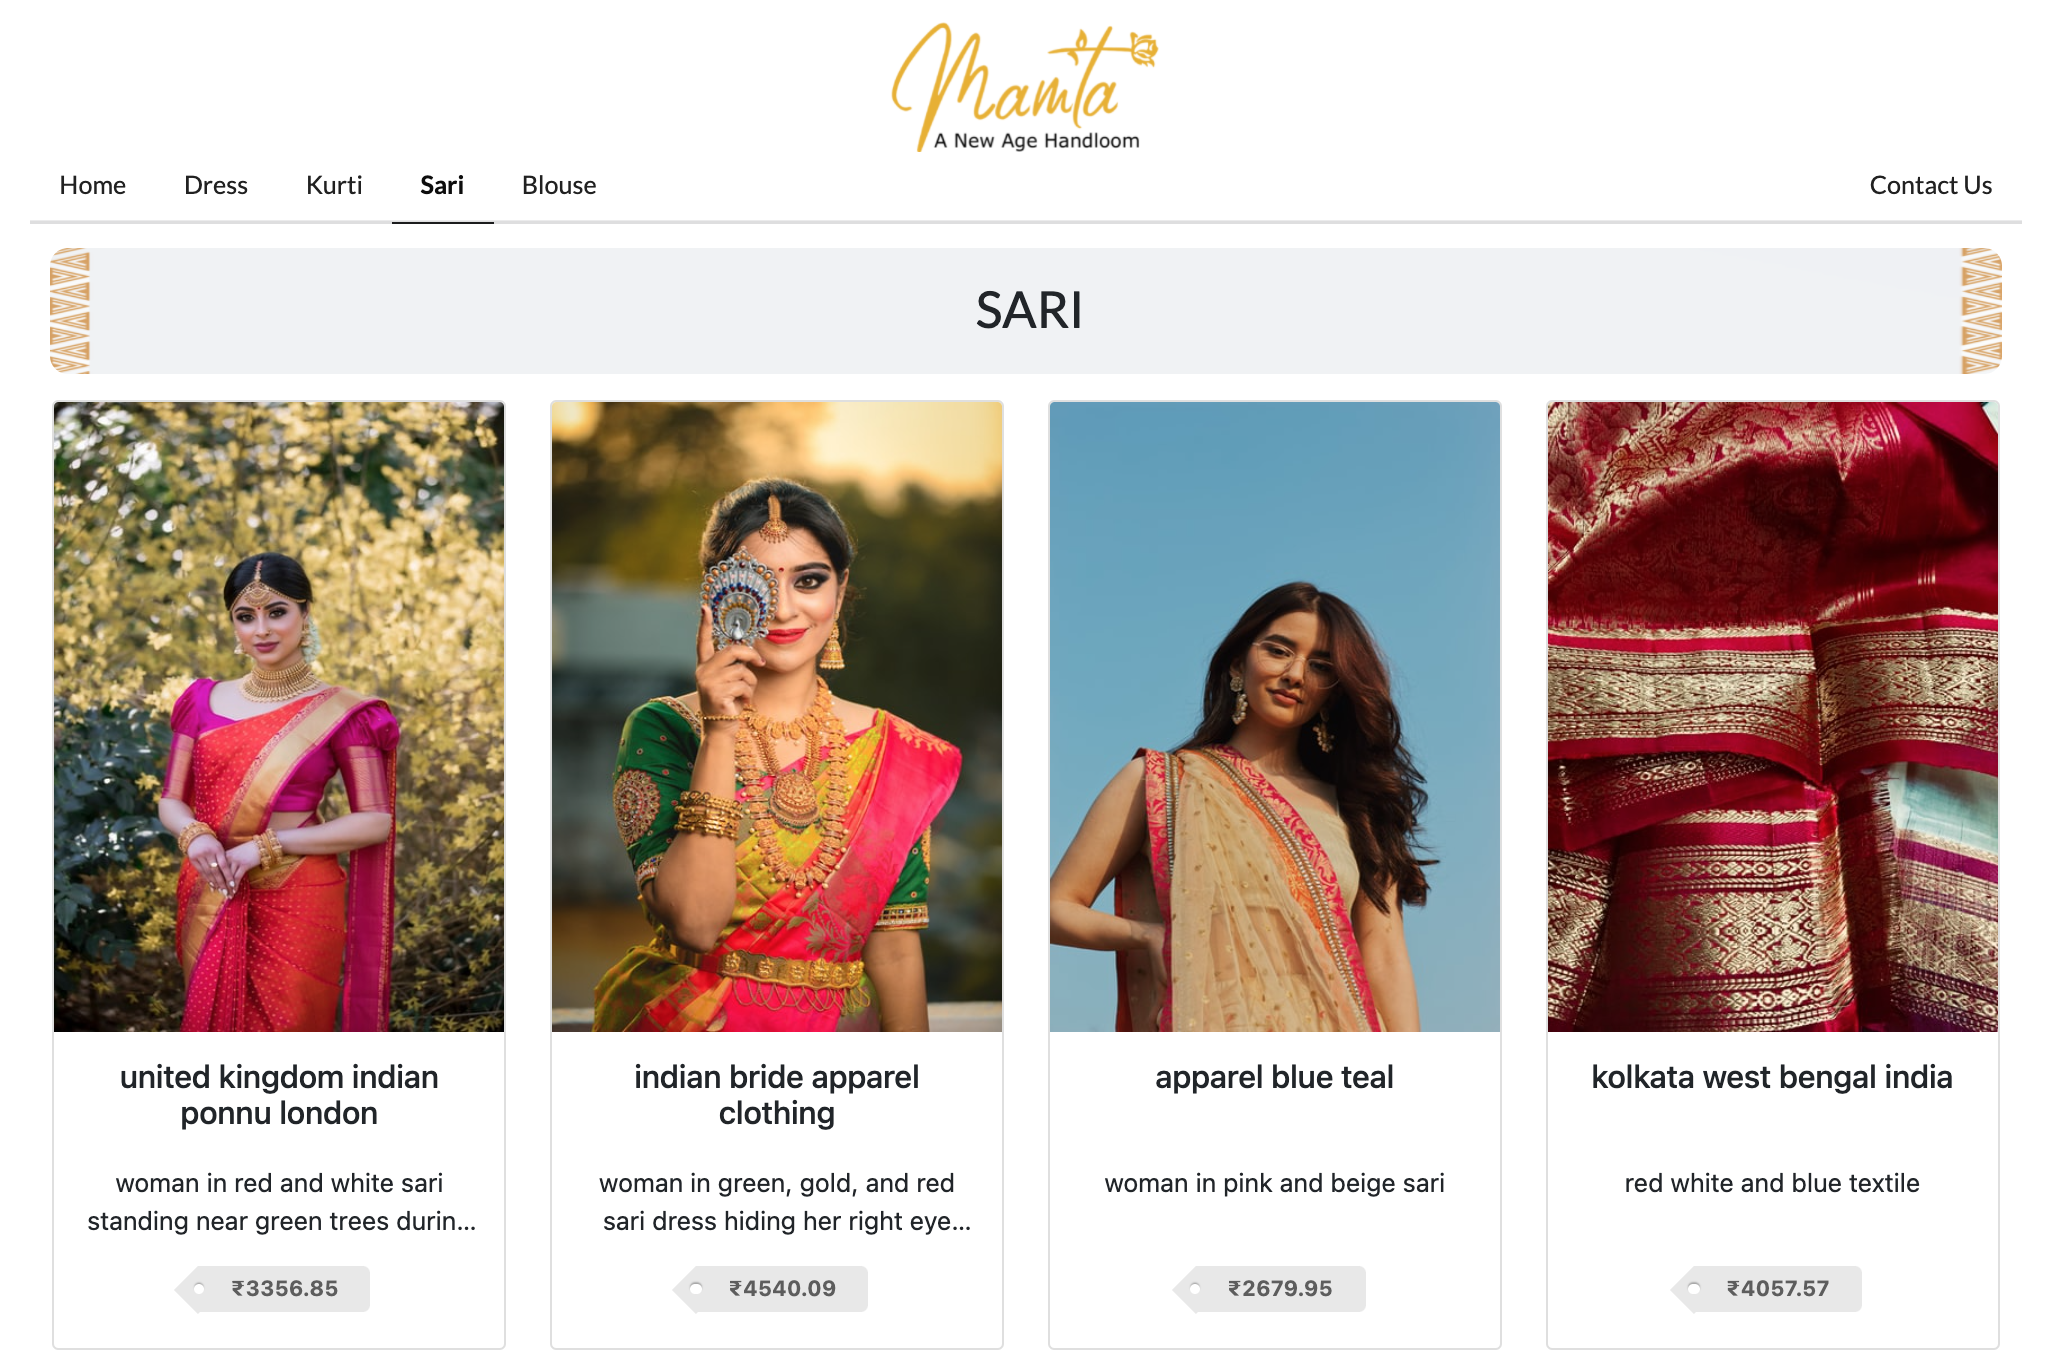 Mamta
A New Age Handloom
Home Dress Kurti Sari Blouse Contact Us
SARI
united kingdom indian
ponnu london
woman in red and white sari
standing near green trees durin...
₹3356.85
indian bride apparel
clothing
woman in green, gold, and red
sari dress hiding her right eye...
₹4540.09
apparel blue teal
woman in pink and beige sari
₹2679.95
kolkata west bengal india
red white and blue textile
₹4057.57